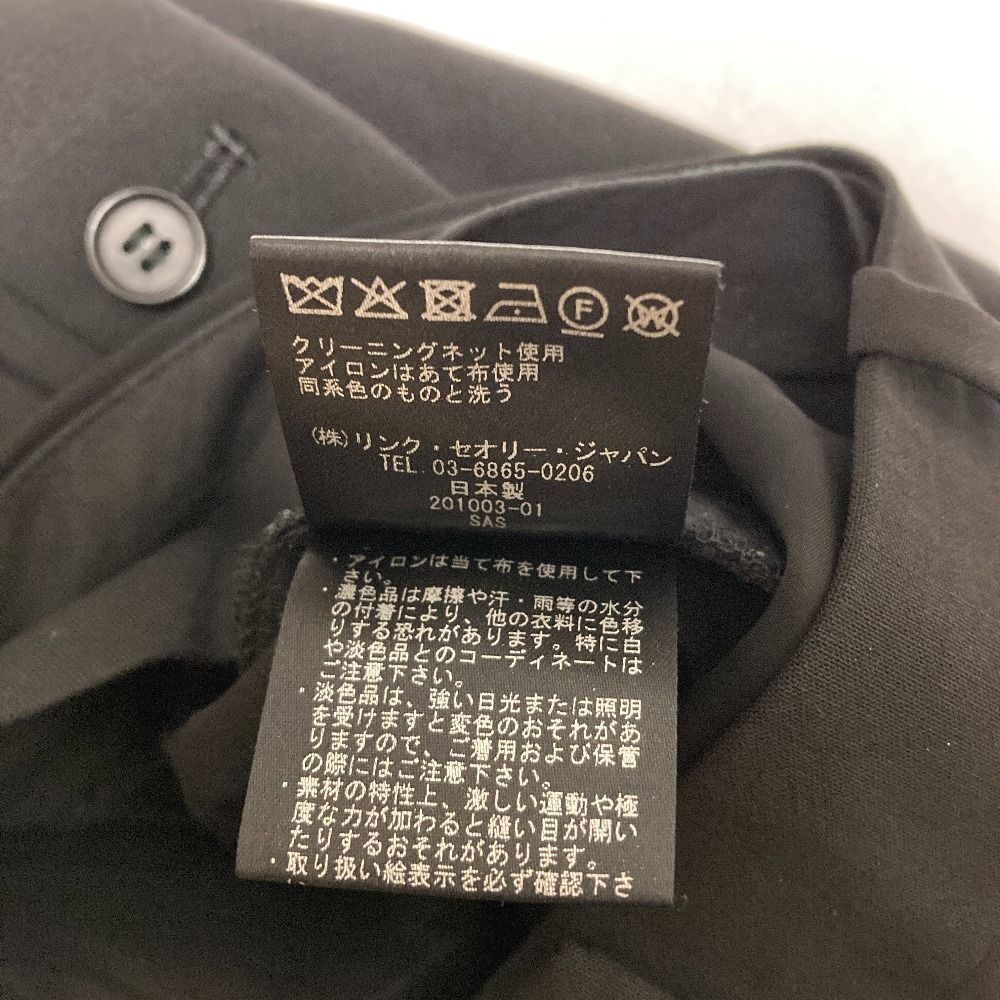 クリーニングネット使用
アイロンはあて布使用
同系色のものと洗う
(株)リンク・セオリー・ジャパン
TEL.03-6865-0206
日本製
201003-01
SAS
・アイロンは当て布を使用して下
さい。
・濃色品は摩擦や汗・雨等の水分
の付着により、他の衣料に色移
りする恐れがあります。特に白
や淡色品とのコーディネートは
ご注意下さい。
・淡色品は、強い日光または照明
を受けますと変色のおそれがあ
りますので、ご着用および保管
の際にはご注意下さい。
・素材の特性上、激しい運動や極
度な力が加わると縫い目が開い
たりするおそれがあります。
・取り扱い絵表示を必ず確認下さ